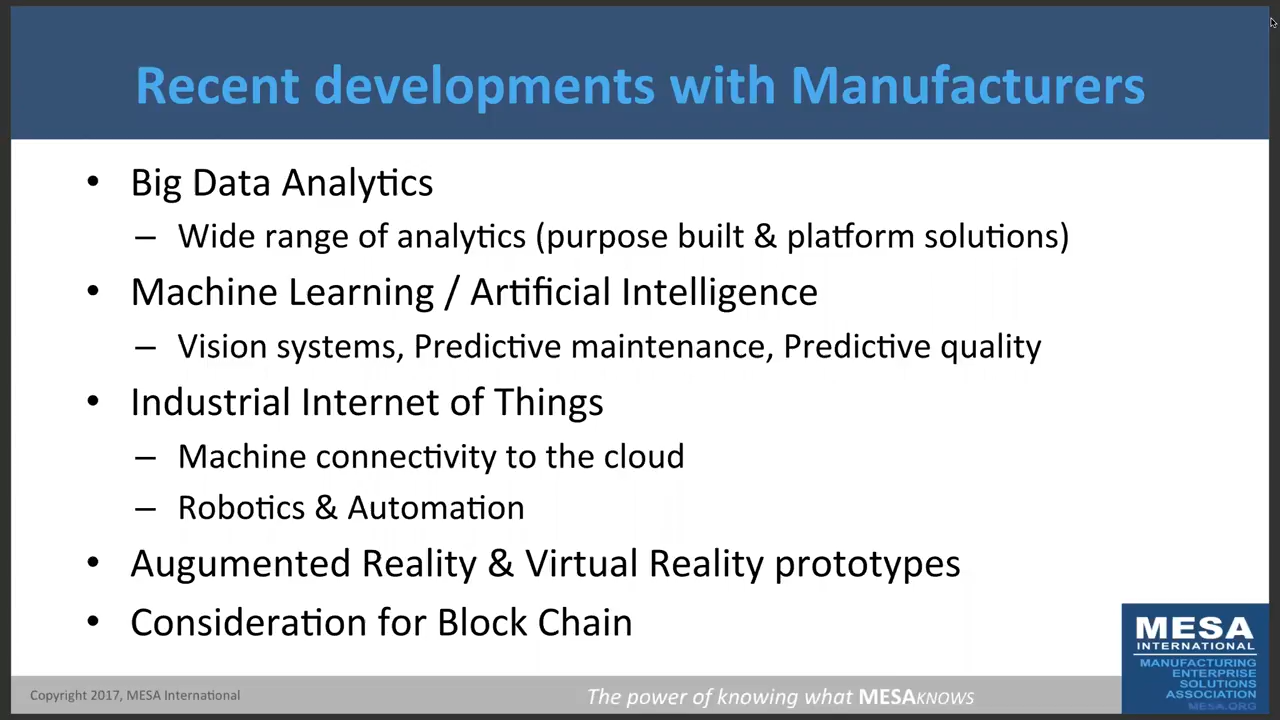 Recent developments with Manufacturers
• Big Data Analytics
– Wide range of analytics (purpose built & platform solutions)
• Machine Learning / Artificial Intelligence
– Vision systems, Predictive maintenance, Predictive quality
• Industrial Internet of Things
– Machine connectivity to the cloud
– Robotics & Automation
• Augumented Reality & Virtual Reality prototypes
• Consideration for Block Chain
Copyright 2017, MESA International
The power of knowing what MESAKNOWS
MESA
INTERNATIONAL
MANUFACTURING
ENTERPRISE
SOLUTIONS
ASSOCIATION
MESA.ORG